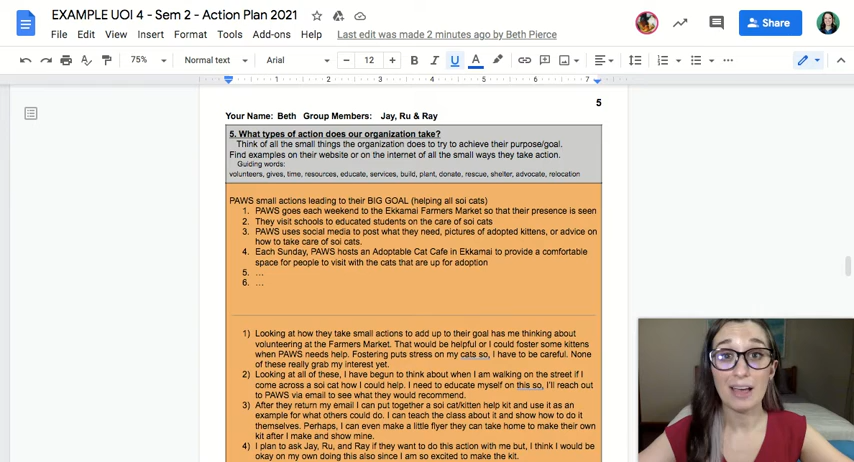 EXAMPLE UOI 4 - Sem 2 - Action Plan 2021
File Edit View Insert Format Tools Add-ons Help Last edit was made 2 minutes ago by Beth Pierce
Share
75% Normal text Arial 12 B I U A
1 1 2 3 4 5 6 7
5
Your Name: Beth Group Members: Jay, Ru & Ray
5. What types of action does our organization take?
Think of all the small things the organization does to try to achieve their purpose/goal.
Find examples on their website or on the internet of all the small ways they take action.
Guiding words:
volunteers, gives, time, resources, educate, services, build, plant, donate, rescue, shelter, advocate, relocation
PAWS small actions leading to their BIG GOAL (helping all soi cats)
1. PAWS goes each weekend to the Ekkamai Farmers Market so that their presence is seen
2. They visit schools to educated students on the care of soi cats
3. PAWS uses social media to post what they need, pictures of adopted kittens, or advice on
how to take care of soi cats.
4. Each Sunday, PAWS hosts an Adoptable Cat Cafe in Ekkamai to provide a comfortable
space for people to visit with the cats that are up for adoption
5. ...
6. ...
1) Looking at how they take small actions to add up to their goal has me thinking about
volunteering at the Farmers Market. That would be helpful or I could foster some kittens
when PAWS needs help. Fostering puts stress on my cats so, I have to be careful. None
of these really grab my interest yet.
2) Looking at all of these, I have begun to think about when I am walking on the street if I
come across a soi cat how I could help. I need to educate myself on this so, I'll reach out
to PAWS via email to see what they would recommend.
3) After they return my email I can put together a soi cat/kitten help kit and use it as an
example for what others could do. I can teach the class about it and show how to do it
themselves. Perhaps, I can even make a little flyer they can take home to make their own
kit after I make and show mine.
4) I plan to ask Jay, Ru, and Ray if they want to do this action with me but, I think I would be
okay on my own doing this also since I am so excited to make the kit.